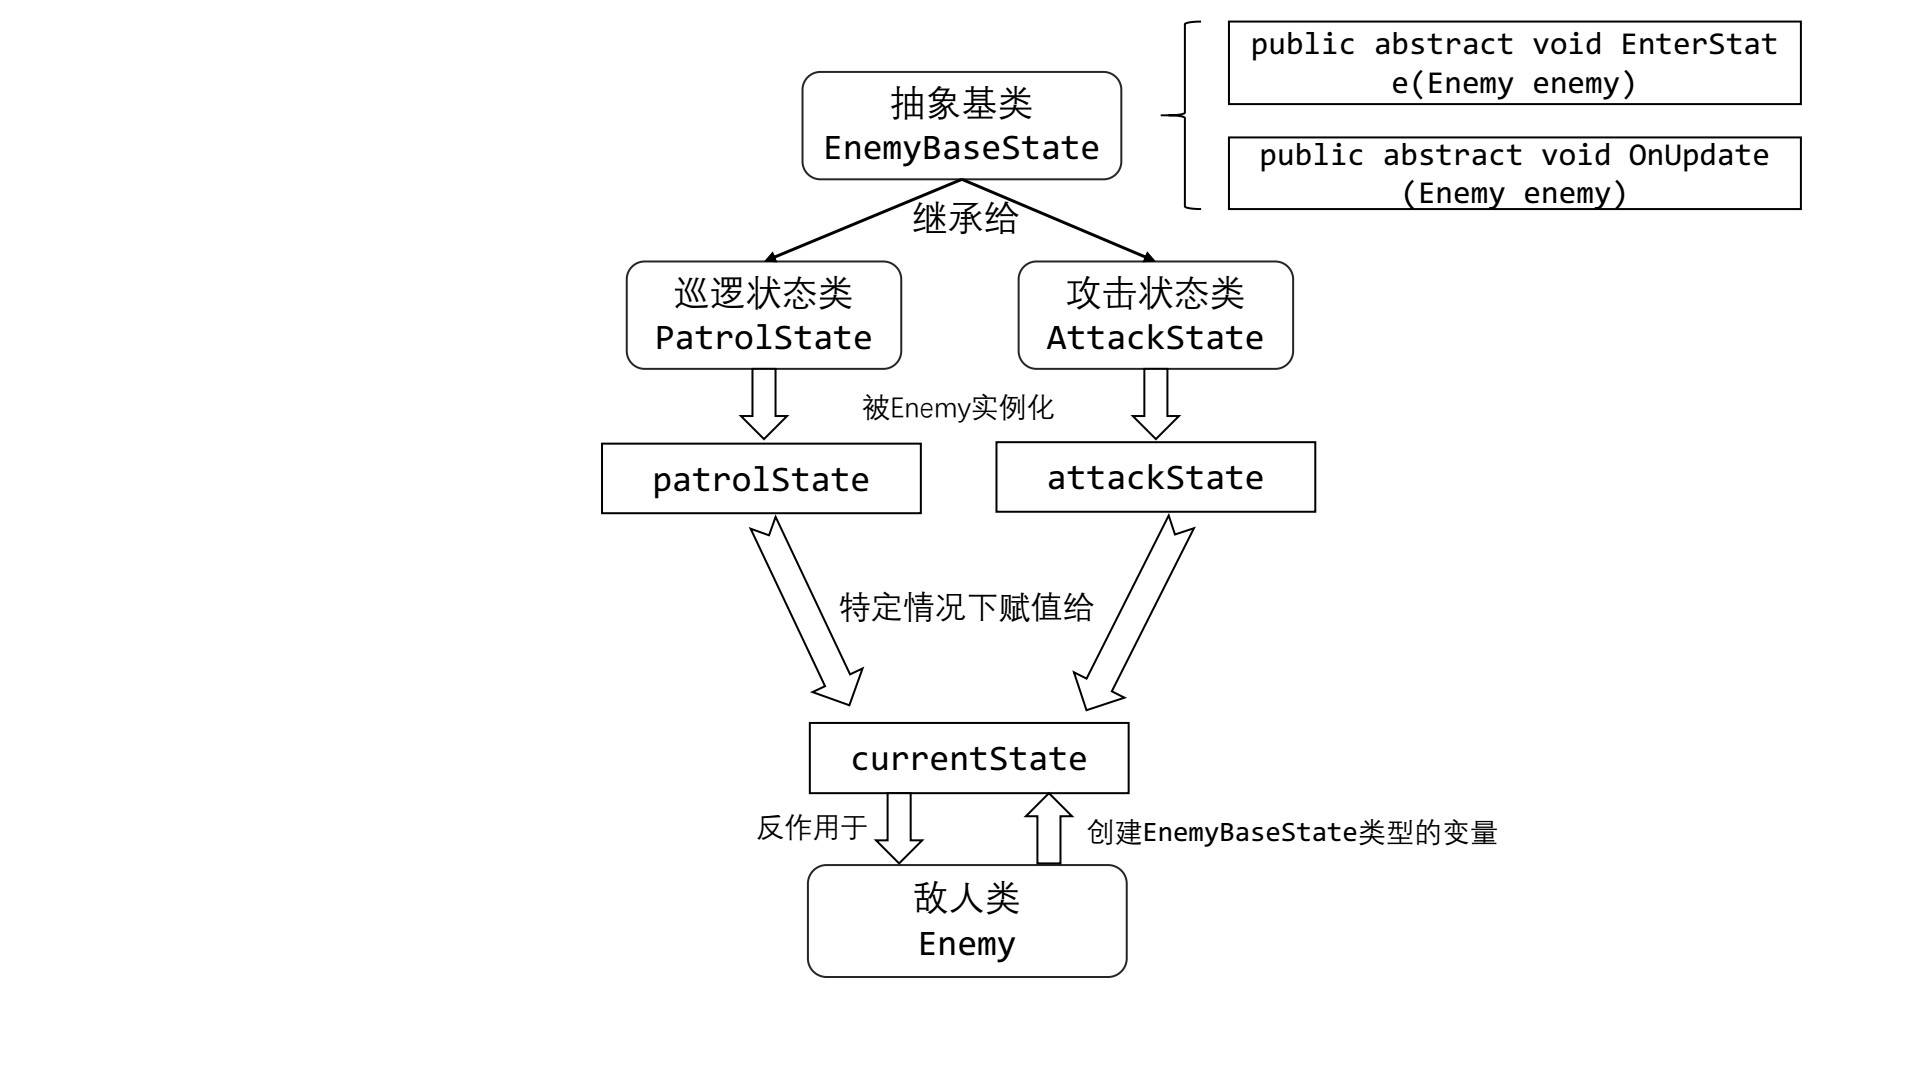 public abstract void EnterStat
e(Enemy enemy)
抽象基类
EnemyBaseState
public abstract void OnUpdate
(Enemy enemy)
继承给
巡逻状态类
PatrolState
攻击状态类
AttackState
被Enemy实例化
patrolState
attackState
特定情况下赋值给
currentState
反作用于
创建EnemyBaseState类型的变量
敌人类
Enemy